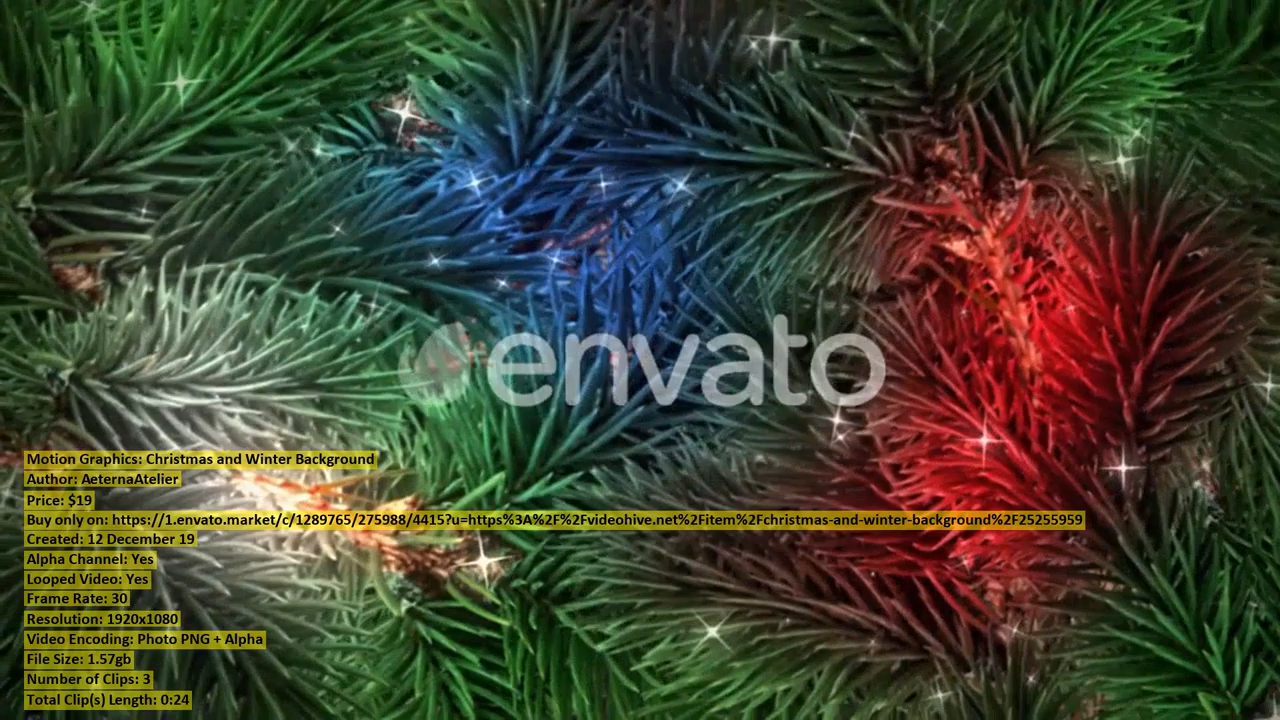 envato
Motion Graphics: Christmas and Winter Background
Author: AeternaAtelier
Price: $19
Buy only on: https://1.envato.market/c/1289765/275988/4415?u=https%3A%2F%2Fvideohive.net%2Fitem%2Fchristmas-and-winter-background%2F25255959
Created: 12 December 19
Alpha Channel: Yes
Looped Video: Yes
Frame Rate: 30
Resolution: 1920x1080
Video Encoding: Photo PNG + Alpha
File Size: 1.57gb
Number of Clips: 3
Total Clip(s) Length: 0:24